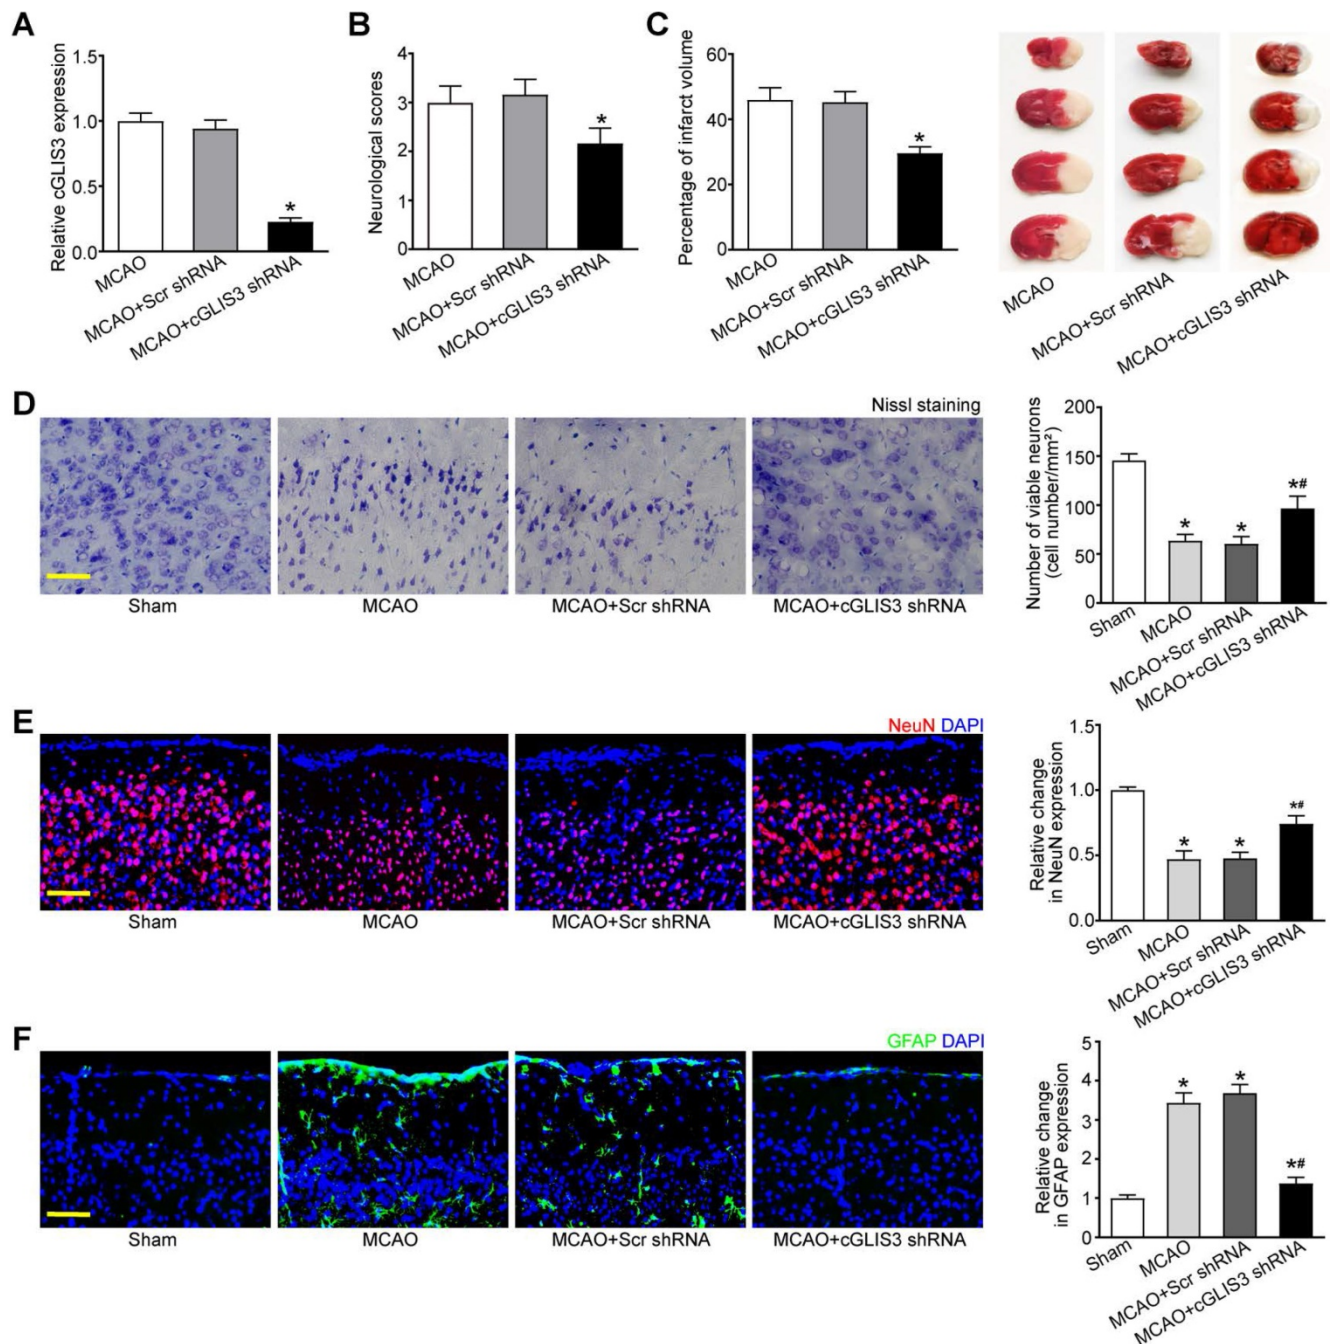 A
Relative cGLIS3 expression
1.5
1.0
0.5
0.0
*
MCAO
MCAO+Scr shRNA
MCAO+cGLIS3 shRNA
B
Neurological scores
4
3
2
1
0
*
MCAO
MCAO+Scr shRNA
MCAO+cGLIS3 shRNA
C
Percentage of infarct volume
60
40
20
0
*
MCAO
MCAO+Scr shRNA
MCAO+cGLIS3 shRNA
MCAO
MCAO+Scr shRNA
MCAO+cGLIS3 shRNA
D
Nissl staining
Sham
MCAO
MCAO+Scr shRNA
MCAO+cGLIS3 shRNA
Number of viable neurons
(cell number/mm²)
200
150
100
50
0
*
*
*#
Sham
MCAO
MCAO+Scr shRNA
MCAO+cGLIS3 shRNA
E
NeuN DAPI
Sham
MCAO
MCAO+Scr shRNA
MCAO+cGLIS3 shRNA
Relative change
in NeuN expression
1.5
1.0
0.5
0.0
*
*
*#
Sham
MCAO
MCAO+Scr shRNA
MCAO+cGLIS3 shRNA
F
GFAP DAPI
Sham
MCAO
MCAO+Scr shRNA
MCAO+cGLIS3 shRNA
Relative change
in GFAP expression
5
4
3
2
1
0
*
*
*#
Sham
MCAO
MCAO+Scr shRNA
MCAO+cGLIS3 shRNA